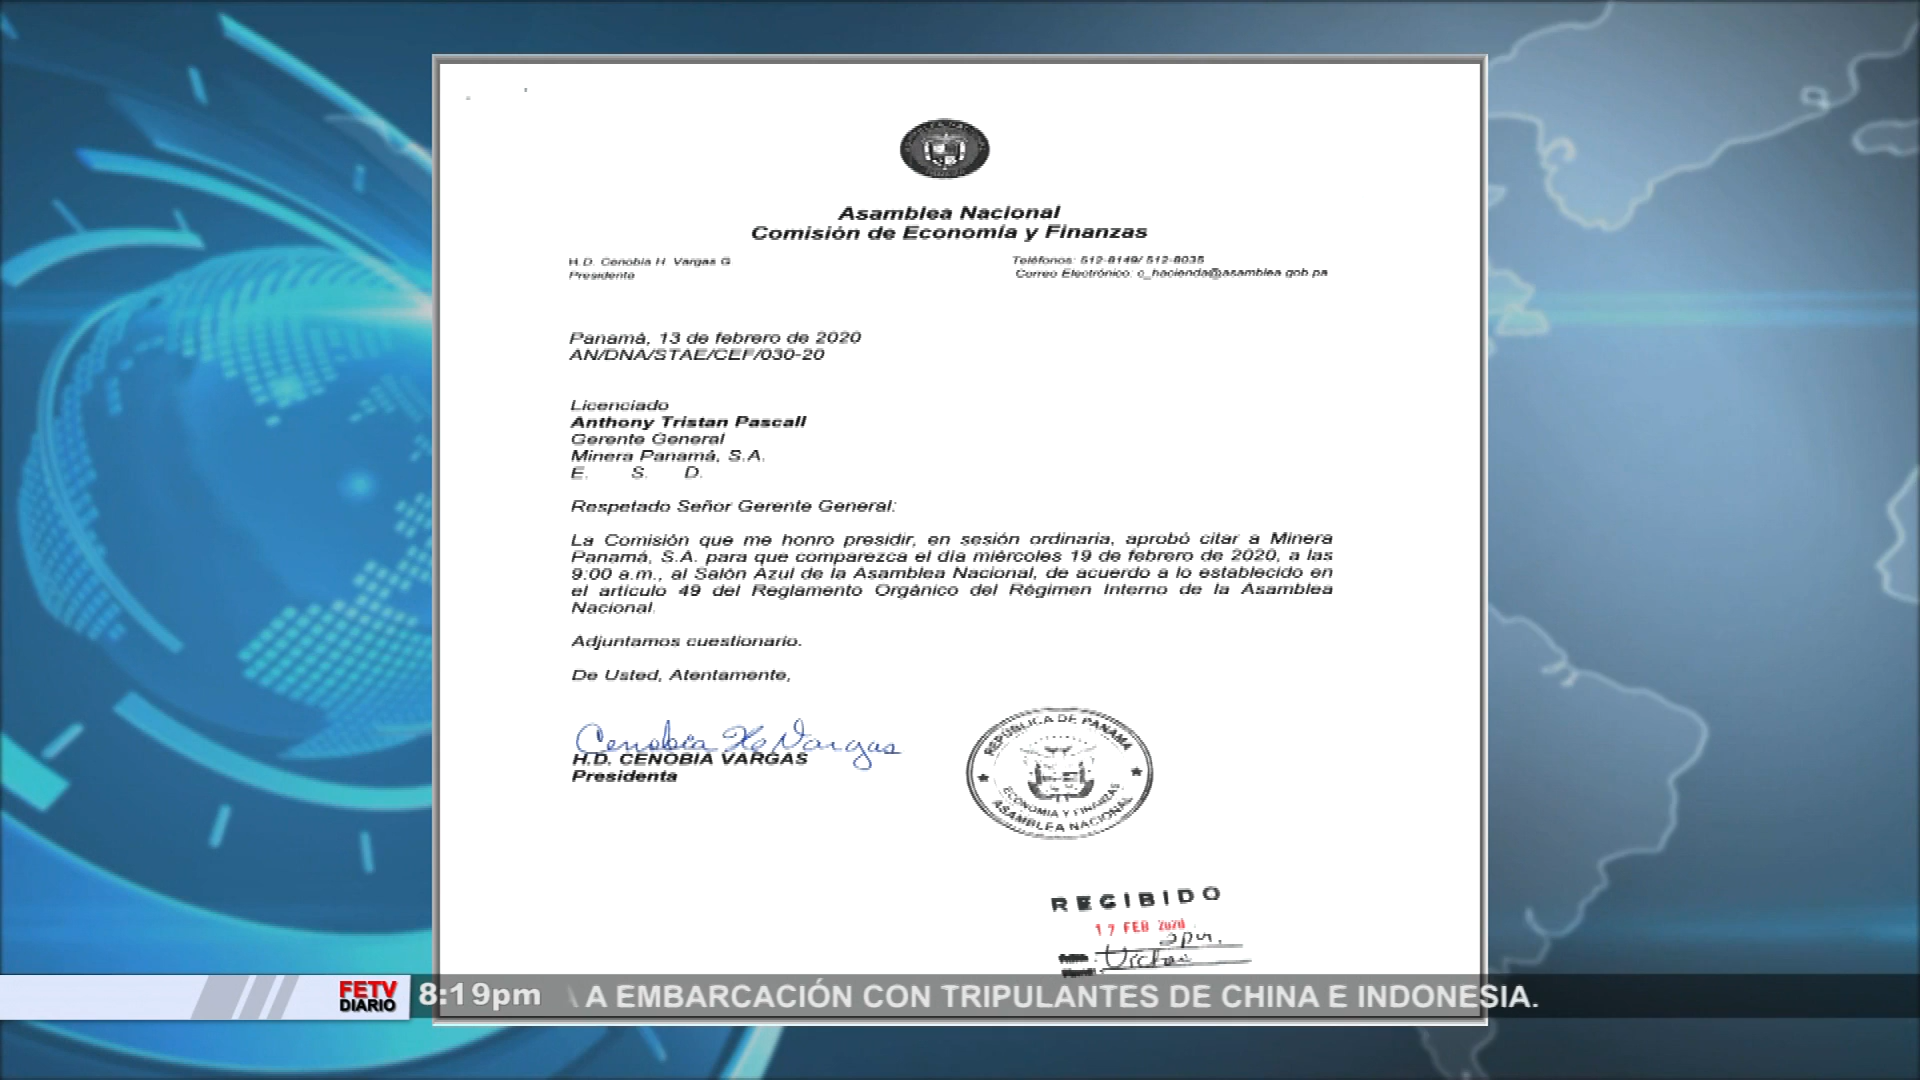 Asamblea Nacional
Comisión de Economía y Finanzas
H.D. Cenobia H. Vargas G
Presidenta
Teléfonos: 512-8149/ 512-8035
Correo Electrónico: c_hacienda@asamblea.gob.pa
Panamá, 13 de febrero de 2020
AN/DNA/STAE/CEF/030-20
Licenciado
Anthony Tristan Pascall
Gerente General
Minera Panamá, S.A.
E. S. D.
Respetado Señor Gerente General:
La Comisión que me honro presidir, en sesión ordinaria, aprobó citar a Minera
Panamá, S.A. para que comparezca el día miércoles 19 de febrero de 2020, a las
9:00 a.m., al Salón Azul de la Asamblea Nacional, de acuerdo a lo establecido en
el artículo 49 del Reglamento Orgánico del Régimen Interno de la Asamblea
Nacional.
Adjuntamos cuestionario.
De Usted, Atentamente,
Cenobia H. Vargas
H.D. CENOBIA VARGAS
Presidenta
REPÚBLICA DE PANAMÁ
ECONOMIA Y FINANZAS
ASAMBLEA NACIONAL
RECIBIDO
17 FEB 2020
FETV
DIARIO
8:19pm
A EMBARCACIÓN CON TRIPULANTES DE CHINA E INDONESIA.